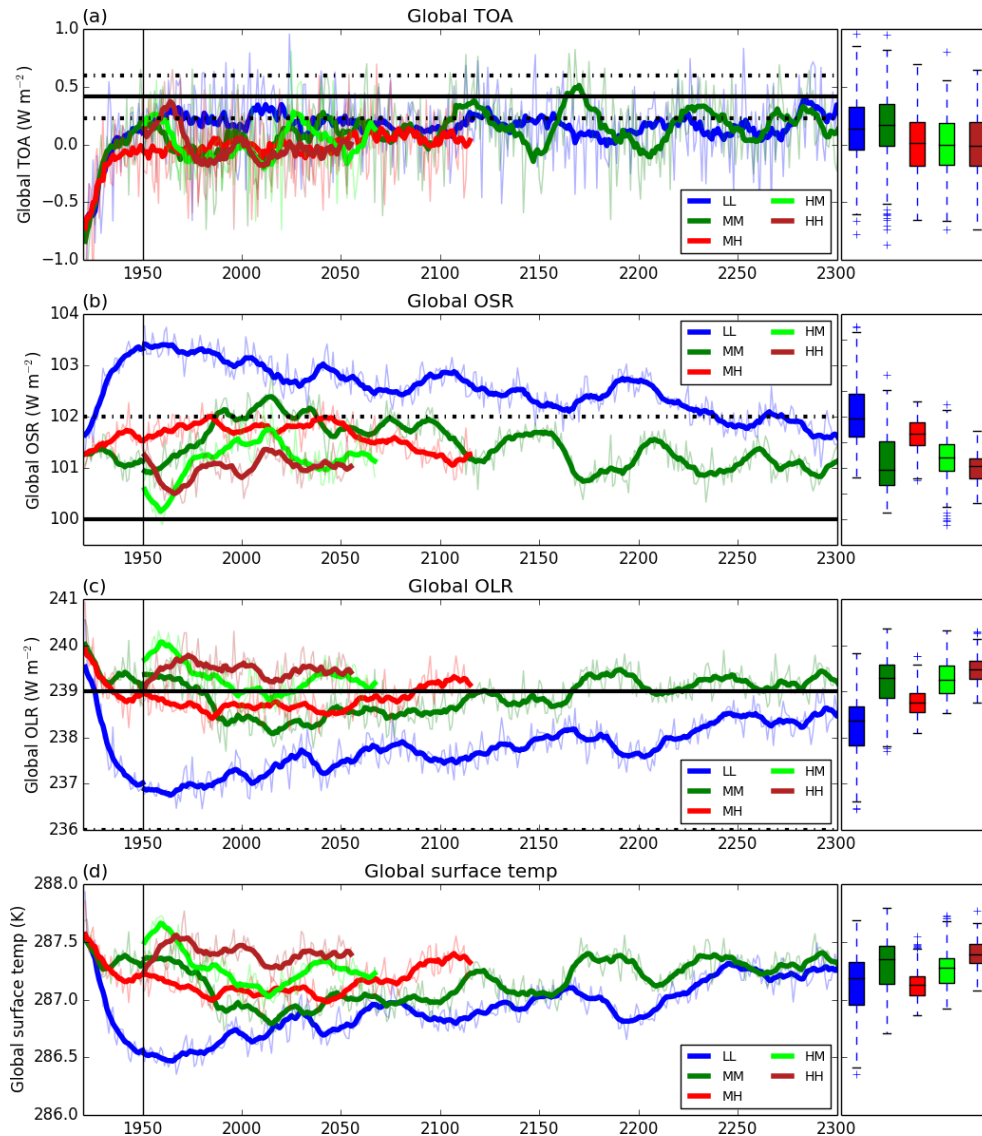 (a) Global TOA
Global TOA (W m⁻²)
1.0
0.5
0.0
−0.5
−1.0
LL HM
MM HH
MH
1950 2000 2050 2100 2150 2200 2250 2300
(b) Global OSR
Global OSR (W m⁻²)
104
103
102
101
100
LL HM
MM HH
MH
1950 2000 2050 2100 2150 2200 2250 2300
(c) Global OLR
Global OLR (W m⁻²)
241
240
239
238
237
236
LL HM
MM HH
MH
1950 2000 2050 2100 2150 2200 2250 2300
(d) Global surface temp
Global surface temp (K)
288.0
287.5
287.0
286.5
286.0
LL HM
MM HH
MH
1950 2000 2050 2100 2150 2200 2250 2300